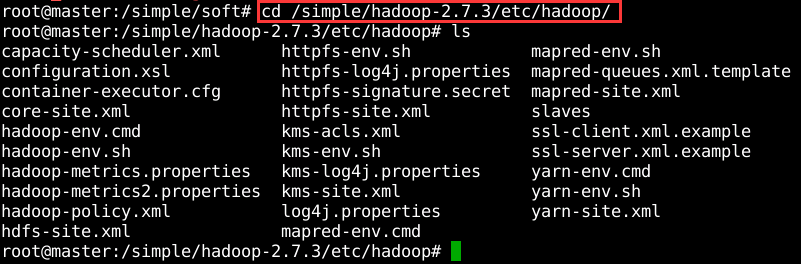 root@master:/simple/soft# cd /simple/hadoop-2.7.3/etc/hadoop/
root@master:/simple/hadoop-2.7.3/etc/hadoop# ls
capacity-scheduler.xml httpfs-env.sh mapred-env.sh
configuration.xsl httpfs-log4j.properties mapred-queues.xml.template
container-executor.cfg httpfs-signature.secret mapred-site.xml
core-site.xml httpfs-site.xml slaves
hadoop-env.cmd kms-acls.xml ssl-client.xml.example
hadoop-env.sh kms-env.sh ssl-server.xml.example
hadoop-metrics.properties kms-log4j.properties yarn-env.cmd
hadoop-metrics2.properties kms-site.xml yarn-env.sh
hadoop-policy.xml log4j.properties yarn-site.xml
hdfs-site.xml mapred-env.cmd
root@master:/simple/hadoop-2.7.3/etc/hadoop#